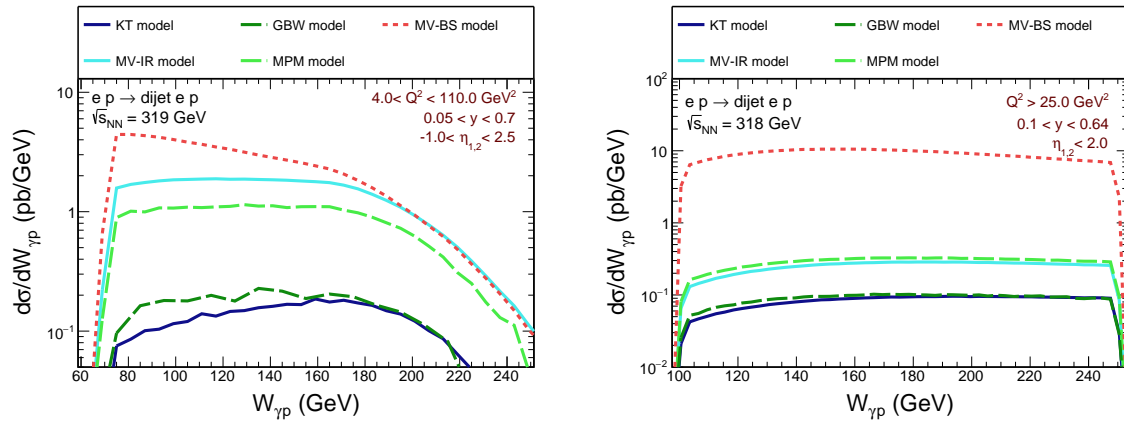 KT model GBW model MV-BS model
MV-IR model MPM model
10
1
10⁻¹
dσ/dW_γp (pb/GeV)
e p → dijet e p
√s_NN = 319 GeV
4.0< Q² < 110.0 GeV²
0.05 < y < 0.7
-1.0< η_1,2 < 2.5
60 80 100 120 140 160 180 200 220 240
W_γp (GeV)
KT model GBW model MV-BS model
MV-IR model MPM model
10²
10
1
10⁻¹
10⁻²
dσ/dW_γp (pb/GeV)
e p → dijet e p
√s_NN = 318 GeV
Q² > 25.0 GeV²
0.1 < y < 0.64
η_1,2 < 2.0
100 120 140 160 180 200 220 240
W_γp (GeV)